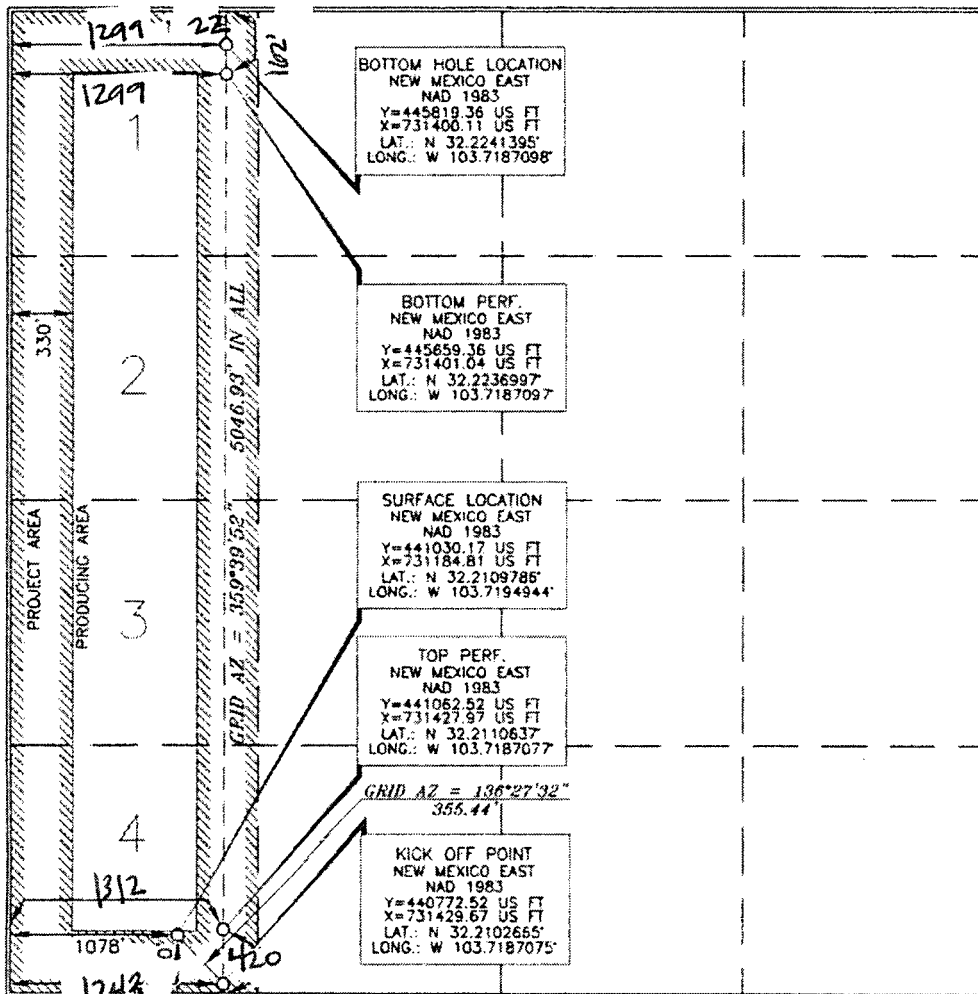 1299
22
162'
1299
BOTTOM HOLE LOCATION
NEW MEXICO EAST
NAD 1983
Y=445819.36 US FT
X=731400.11 US FT
LAT.: N 32.2241395°
LONG.: W 103.7187098°
1
BOTTOM PERF.
NEW MEXICO EAST
NAD 1983
Y=445659.36 US FT
X=731401.04 US FT
LAT.: N 32.2236997°
LONG.: W 103.7187097°
330'
2
GRID AZ = 359°39'52" 5046.93' IN ALL
SURFACE LOCATION
NEW MEXICO EAST
NAD 1983
Y=441030.17 US FT
X=731184.81 US FT
LAT.: N 32.2109786°
LONG.: W 103.7194944°
PROJECT AREA
PRODUCING AREA
3
TOP PERF.
NEW MEXICO EAST
NAD 1983
Y=441062.52 US FT
X=731427.97 US FT
LAT.: N 32.2110637°
LONG.: W 103.7187077°
GRID AZ = 136°27'32"
355.44'
4
KICK OFF POINT
NEW MEXICO EAST
NAD 1983
Y=440772.52 US FT
X=731429.67 US FT
LAT.: N 32.2102665°
LONG.: W 103.7187075°
1312
1078'
420